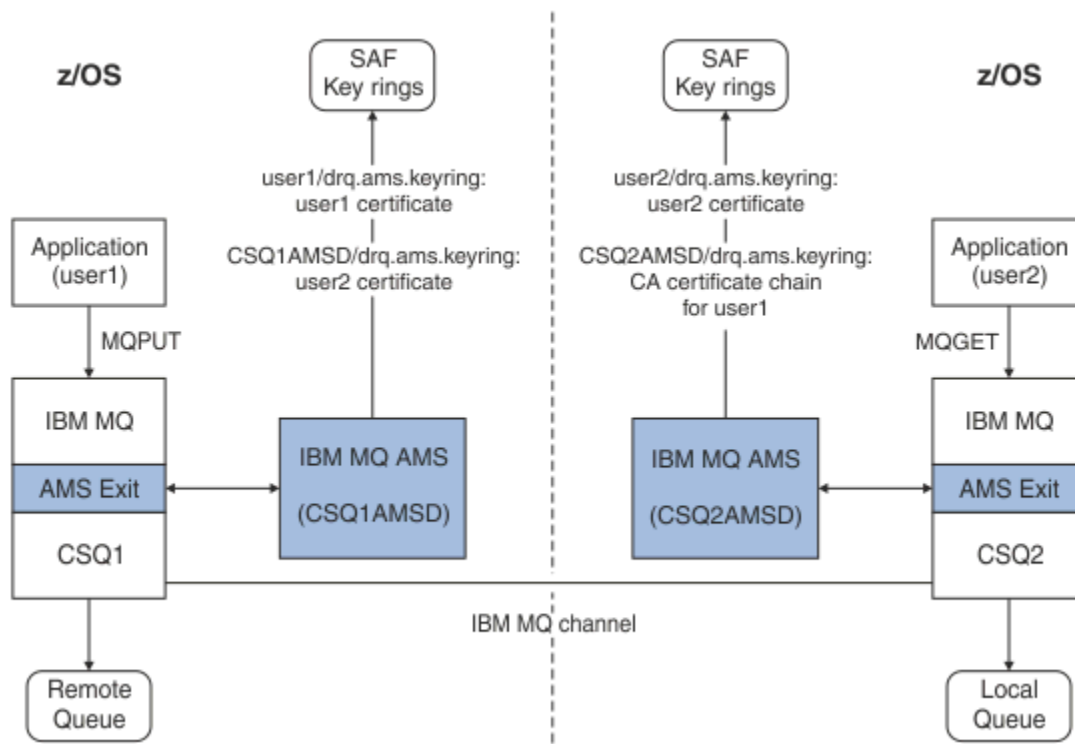 z/OS
SAF
Key rings
user1/drq.ams.keyring:
user1 certificate
CSQ1AMSD/drq.ams.keyring:
user2 certificate
Application
(user1)
MQPUT
IBM MQ
AMS Exit
CSQ1
IBM MQ AMS
(CSQ1AMSD)
Remote
Queue
IBM MQ channel
SAF
Key rings
z/OS
user2/drq.ams.keyring:
user2 certificate
CSQ2AMSD/drq.ams.keyring:
CA certificate chain
for user1
Application
(user2)
MQGET
IBM MQ AMS
(CSQ2AMSD)
IBM MQ
AMS Exit
CSQ2
Local
Queue